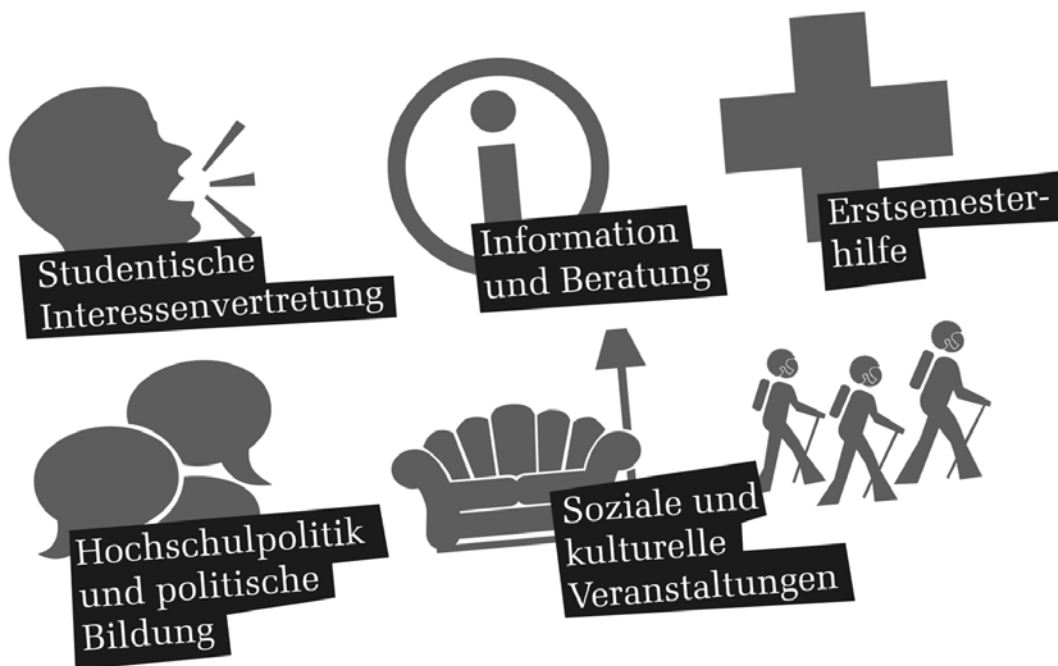 Studentische
Interessenvertretung
Information
und Beratung
Erstsemester-
hilfe
Hochschulpolitik
und politische
Bildung
Soziale und
kulturelle
Veranstaltungen